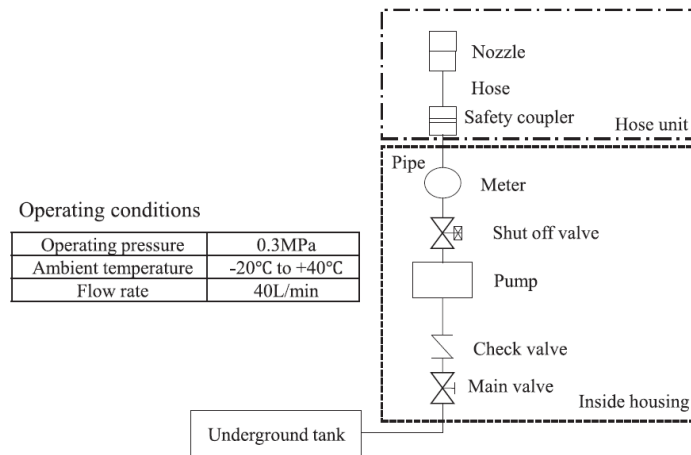 Nozzle
Hose
Safety coupler
Hose unit
Pipe
Meter
Operating conditions
Shut off valve
Operating pressure 0.3MPa
Ambient temperature -20℃ to +40℃
Flow rate 40L/min
Pump
Check valve
Main valve
Inside housing
Underground tank